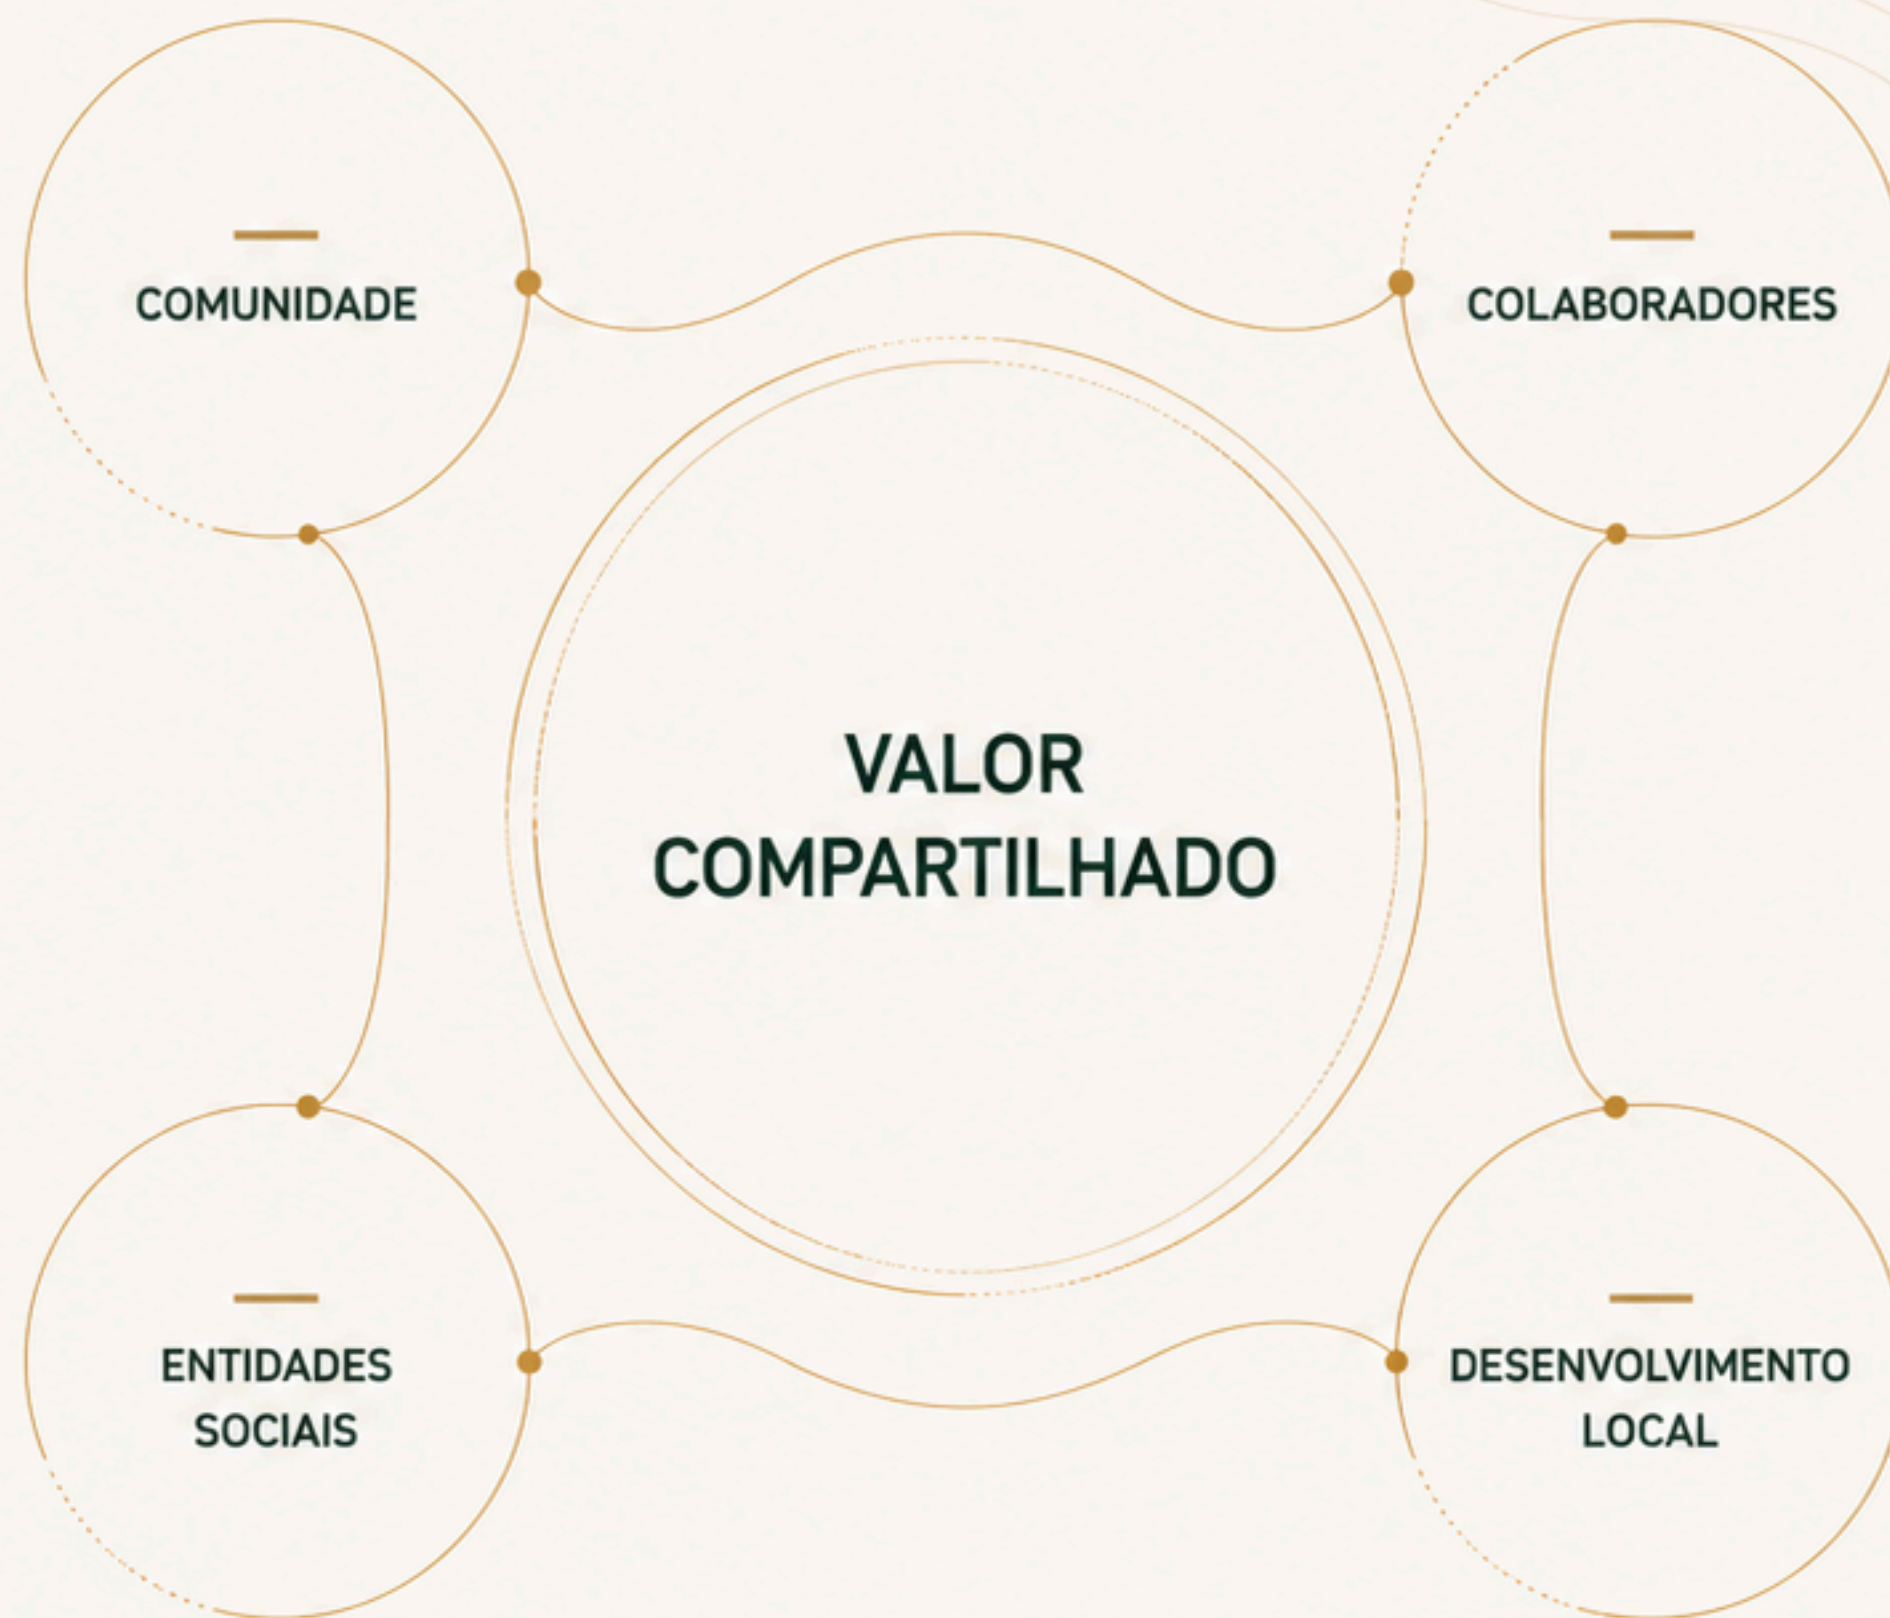 COMUNIDADE
COLABORADORES
VALOR
COMPARTILHADO
ENTIDADES
SOCIAIS
DESENVOLVIMENTO
LOCAL